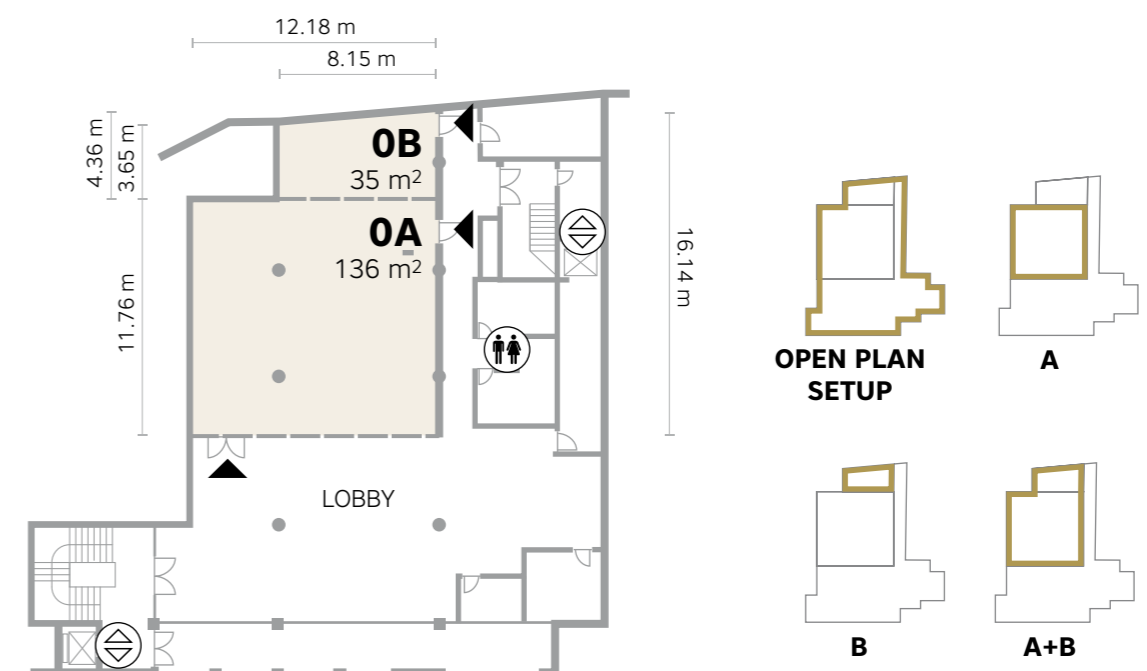 12.18 m
8.15 m
4.36 m
3.65 m
0B
35 m²
0A
136 m²
11.76 m
16.14 m
LOBBY
OPEN PLAN
SETUP
A
B
A+B